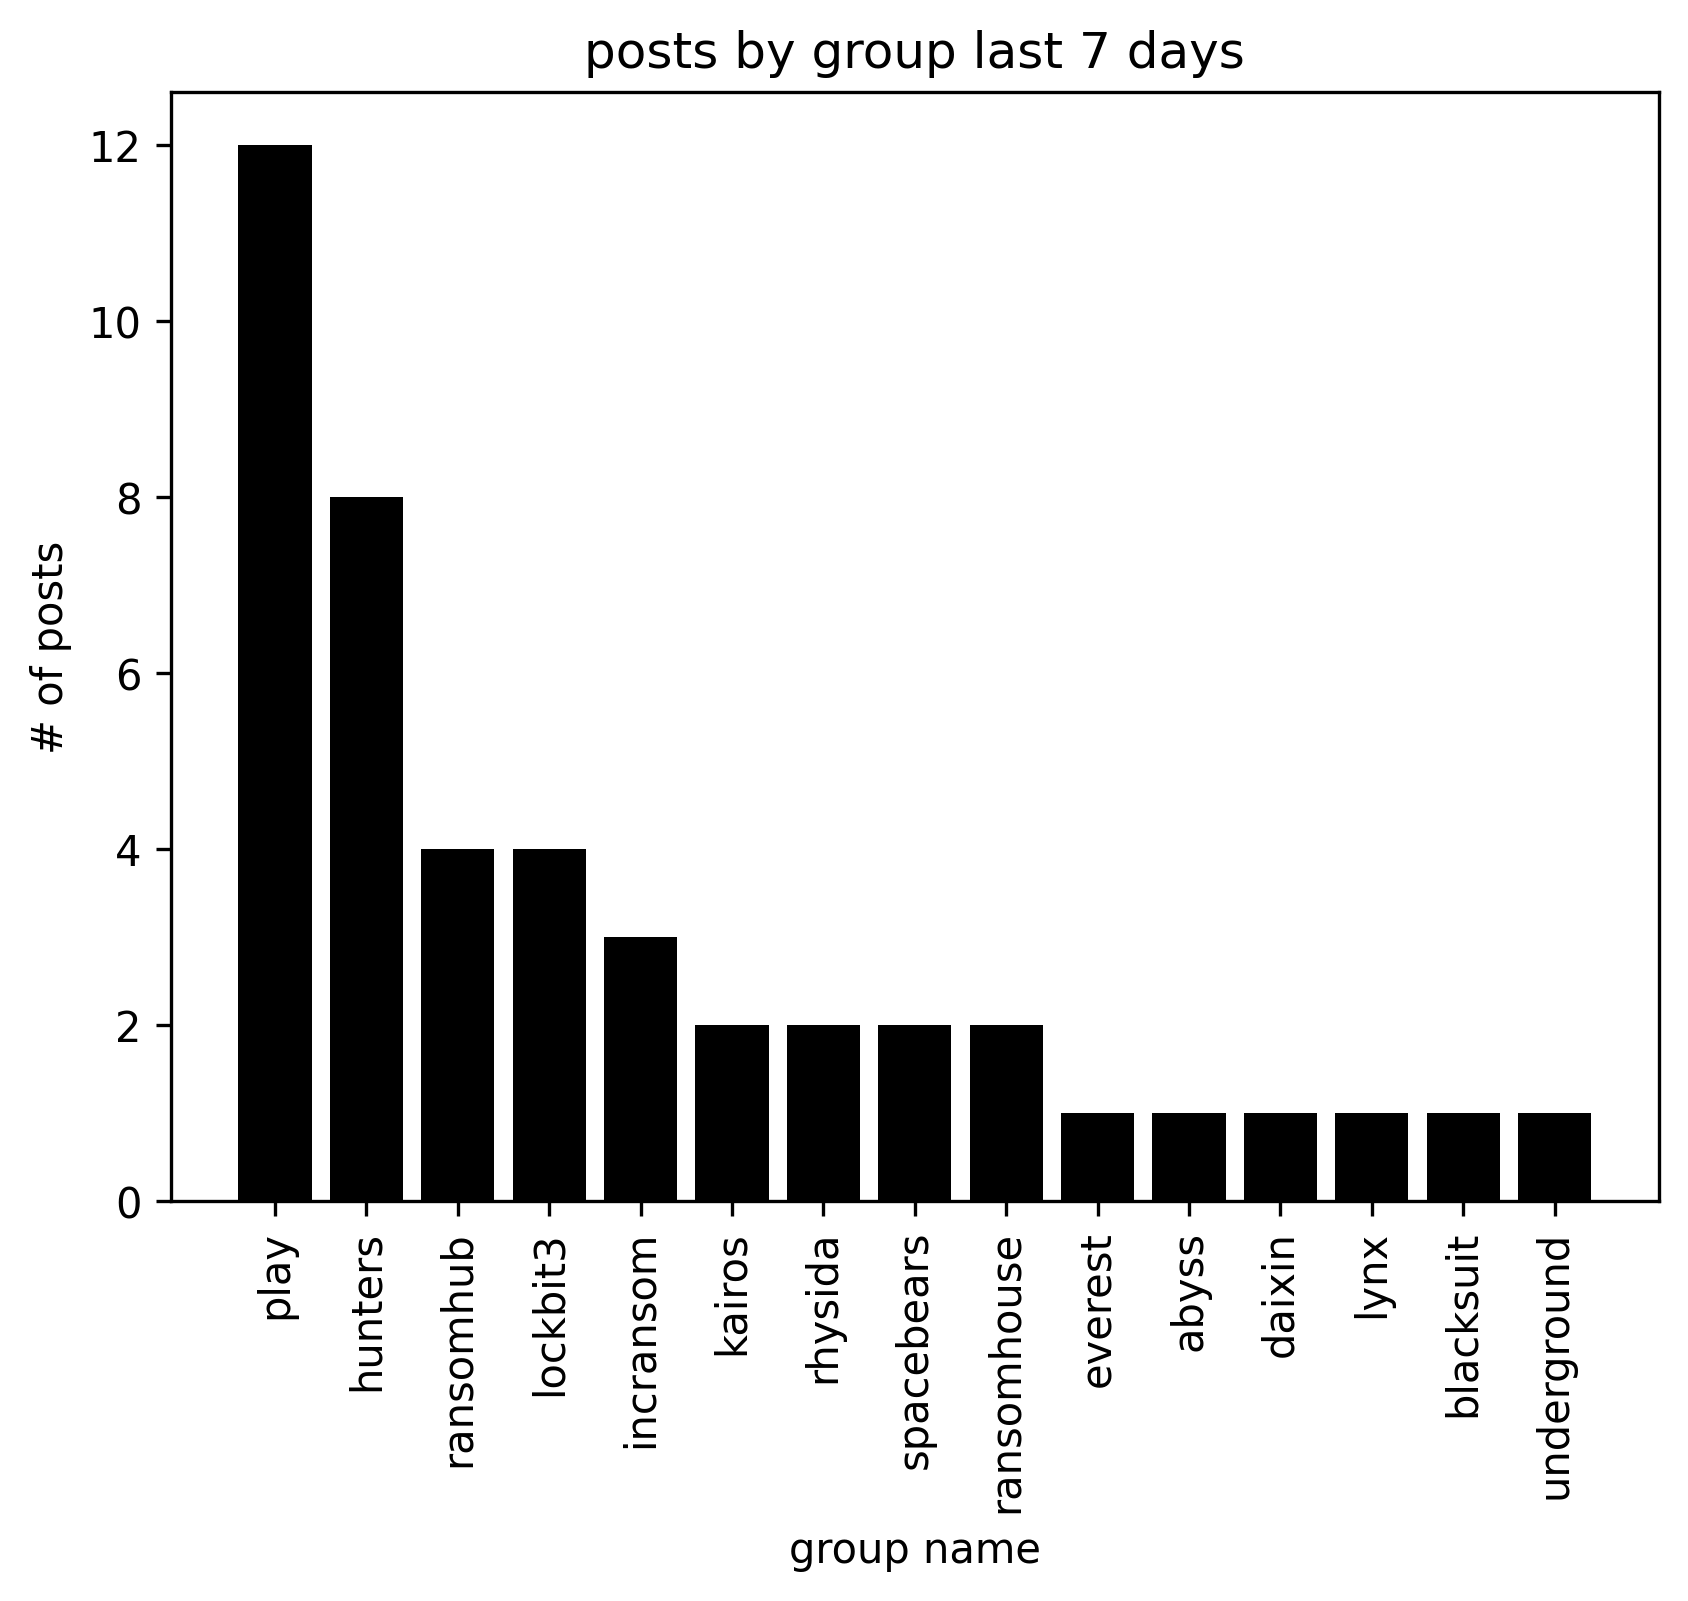 posts by group last 7 days
12
10
8
6
4
2
0
# of posts
play
hunters
ransomhub
lockbit3
incransom
kairos
rhysida
spacebears
ransomhouse
everest
abyss
daixin
lynx
blacksuit
underground
group name